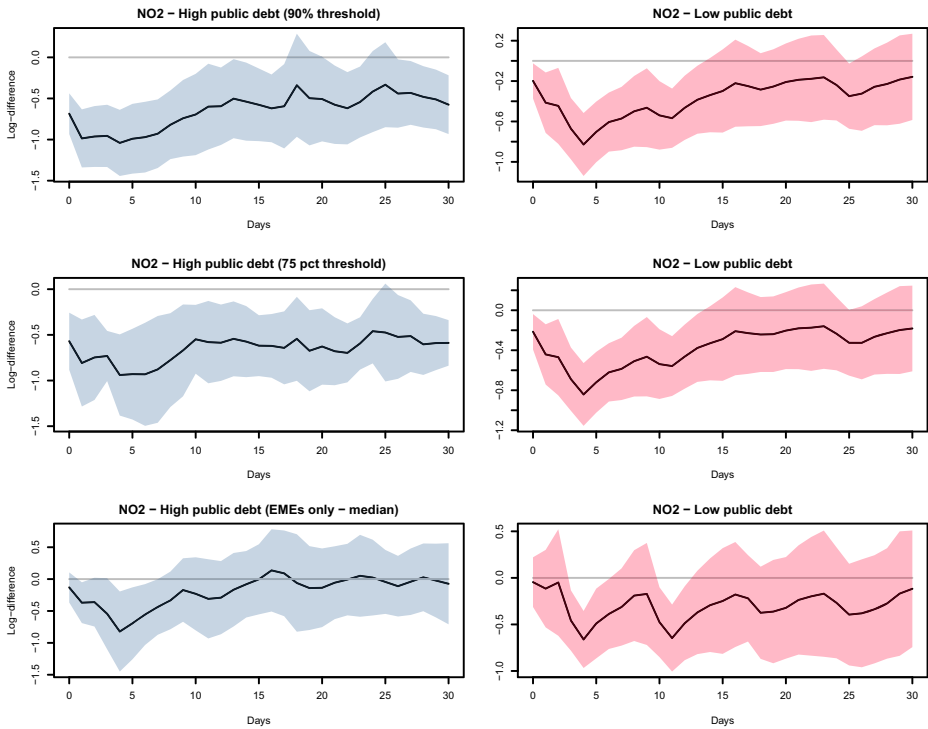 NO2 − High public debt (90% threshold)
Log−difference
0.0
−0.5
−1.0
−1.5
0 5 10 15 20 25 30
Days
NO2 − Low public debt
0.2
−0.2
−0.6
−1.0
0 5 10 15 20 25 30
Days
NO2 − High public debt (75 pct threshold)
Log−difference
0.0
−0.5
−1.0
−1.5
0 5 10 15 20 25 30
Days
NO2 − Low public debt
0.0
−0.4
−0.8
−1.2
0 5 10 15 20 25 30
Days
NO2 − High public debt (EMEs only − median)
Log−difference
0.5
0.0
−0.5
−1.0
−1.5
0 5 10 15 20 25 30
Days
NO2 − Low public debt
0.5
0.0
−0.5
−1.0
0 5 10 15 20 25 30
Days